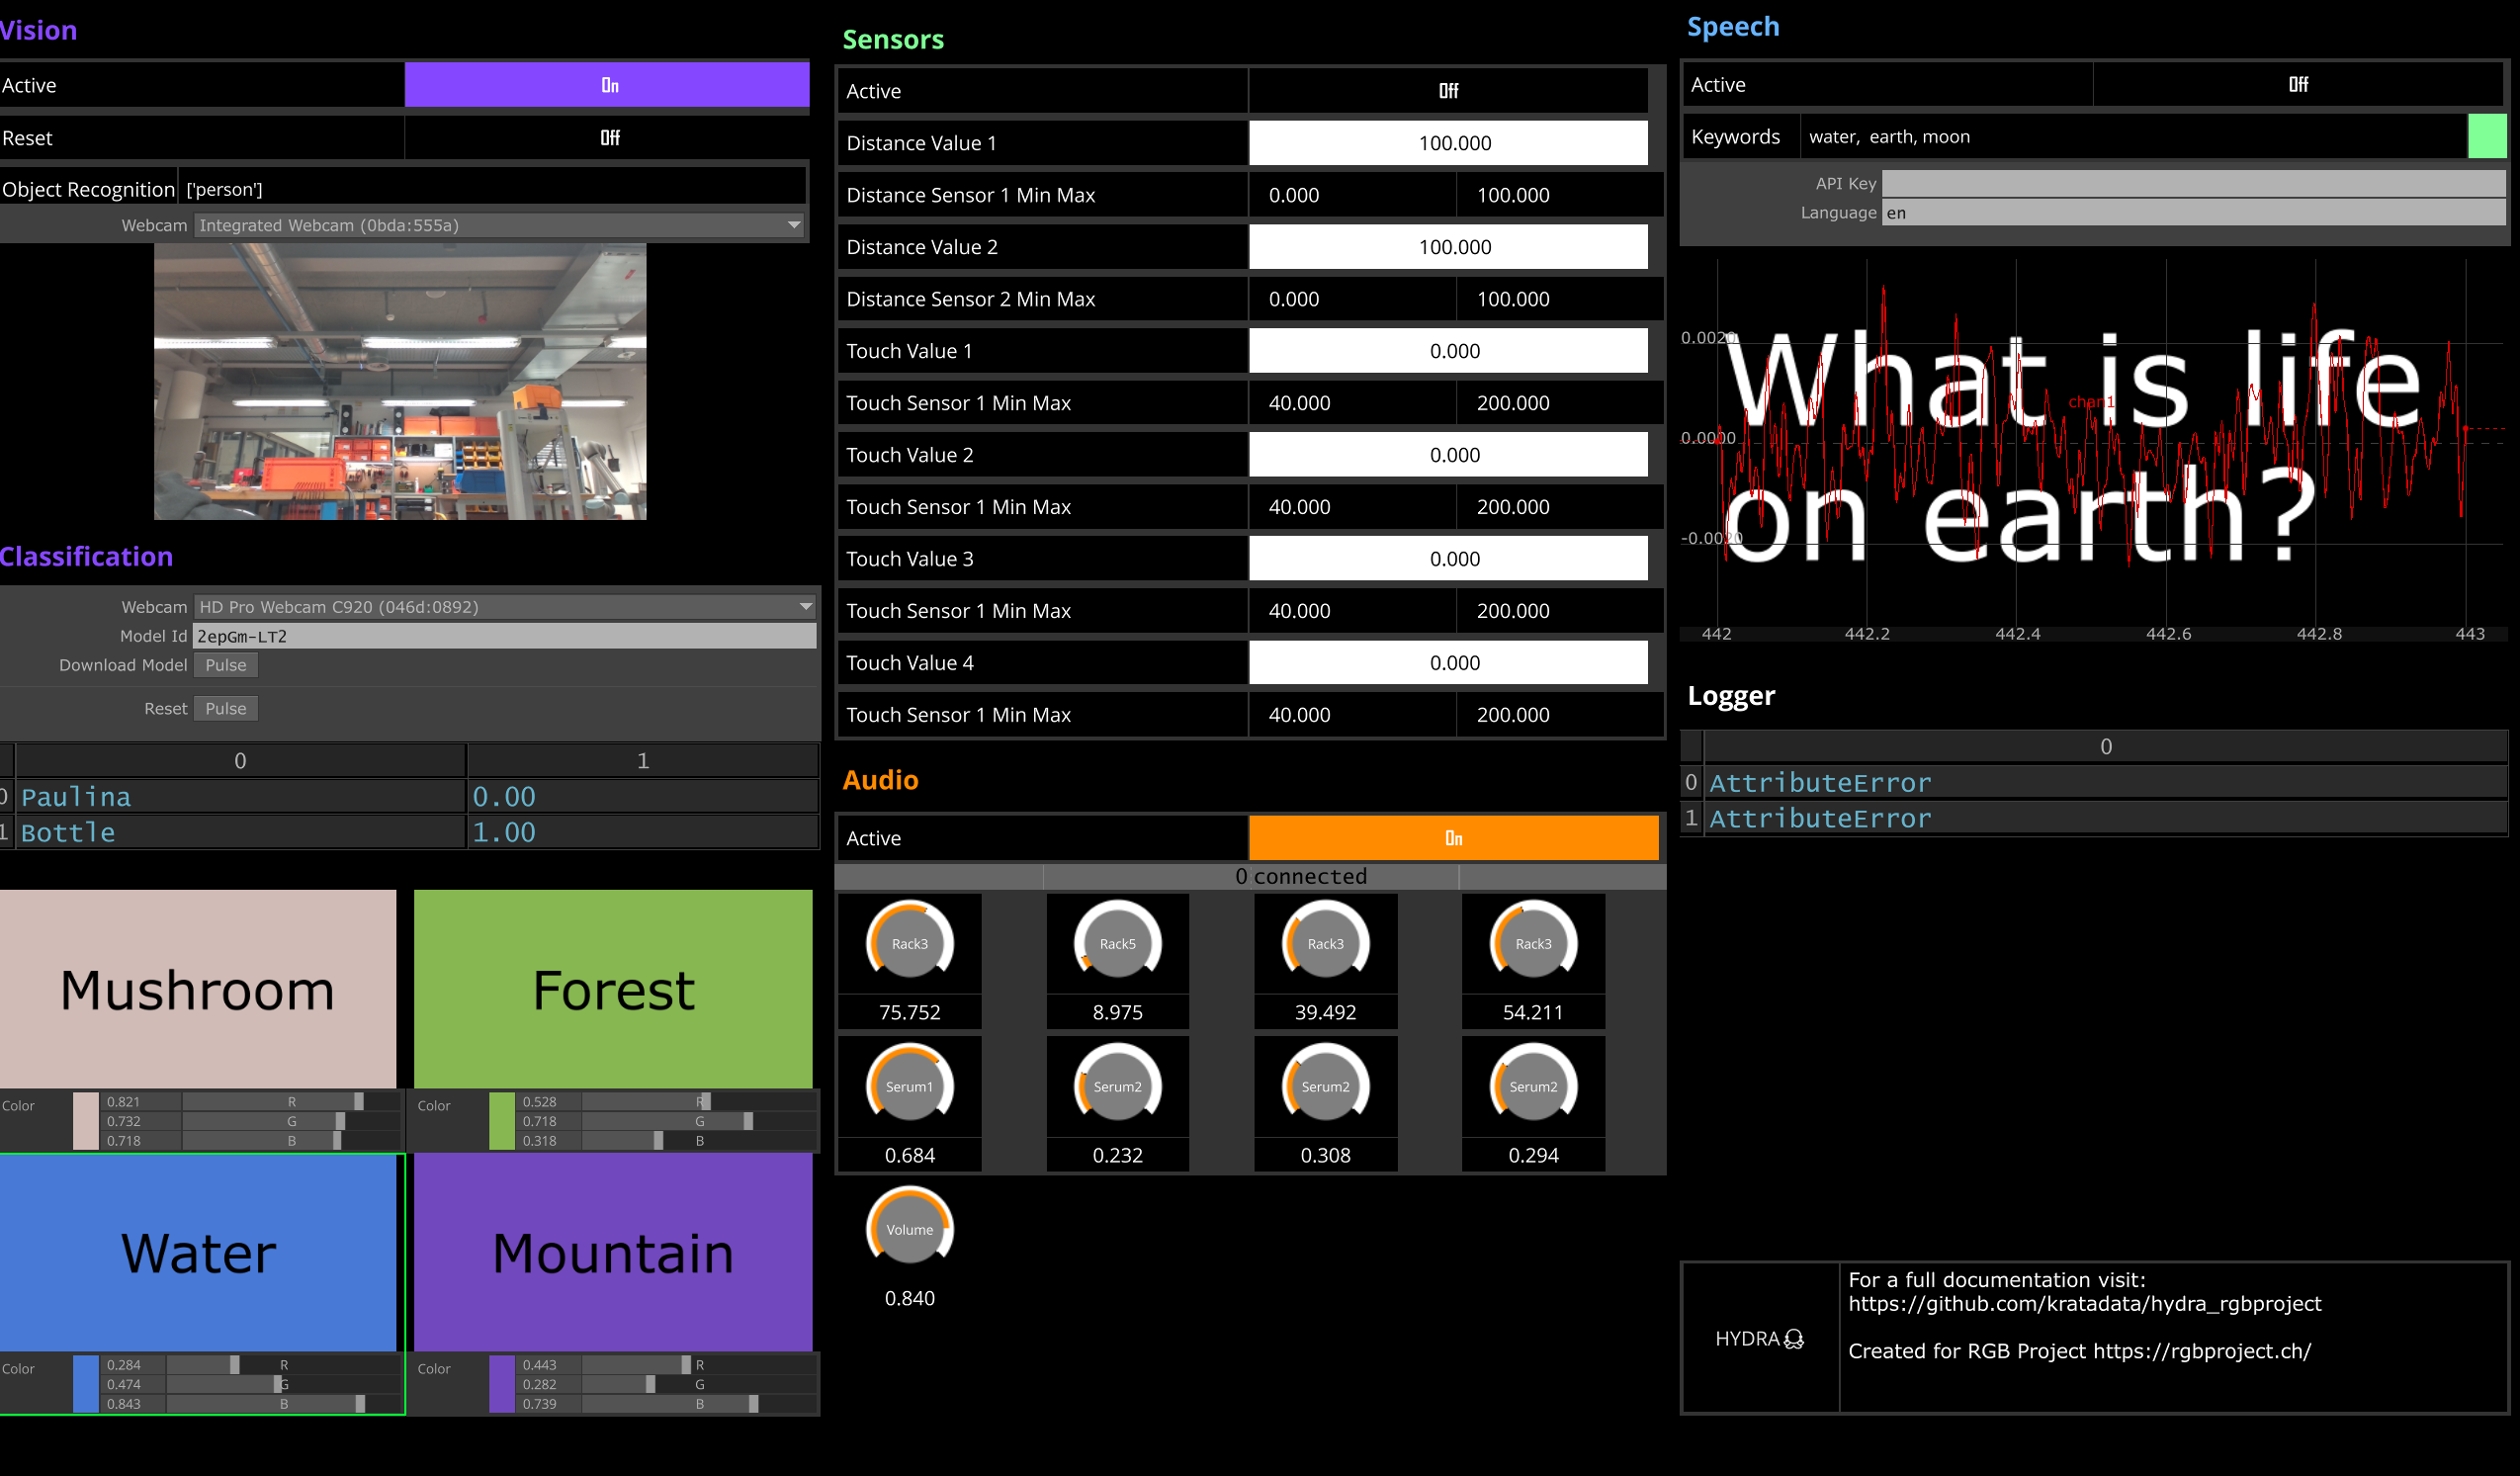 Vision
Active On
Reset Off
Object Recognition ['person']
Webcam Integrated Webcam (0bda:555a)
Classification
Webcam HD Pro Webcam C920 (046d:0892)
Model Id 2epGm-LT2
Download Model Pulse
Reset Pulse
0 1
0 Paulina 0.00
1 Bottle 1.00
Mushroom
Forest
Color 0.821 R
0.732 G
0.718 B
Color 0.528 R
0.718 G
0.318 B
Water
Mountain
Color 0.284 R
0.474 G
0.843 B
Color 0.443 R
0.282 G
0.739 B
Sensors
Active Off
Distance Value 1 100.000
Distance Sensor 1 Min Max 0.000 100.000
Distance Value 2 100.000
Distance Sensor 2 Min Max 0.000 100.000
Touch Value 1 0.000
Touch Sensor 1 Min Max 40.000 200.000
Touch Value 2 0.000
Touch Sensor 1 Min Max 40.000 200.000
Touch Value 3 0.000
Touch Sensor 1 Min Max 40.000 200.000
Touch Value 4 0.000
Touch Sensor 1 Min Max 40.000 200.000
Audio
Active On
0 connected
Rack3 Rack5 Rack3 Rack3
75.752 8.975 39.492 54.211
Serum1 Serum2 Serum2 Serum2
0.684 0.232 0.308 0.294
Volume
0.840
Speech
Active Off
Keywords water, earth, moon
API Key
Language en
What is life
on earth?
0.0020
chan1
0.0000
-0.0020
442 442.2 442.4 442.6 442.8 443
Logger
0
0 AttributeError
1 AttributeError
HYDRA
For a full documentation visit:
https://github.com/kratadata/hydra_rgbproject
Created for RGB Project https://rgbproject.ch/